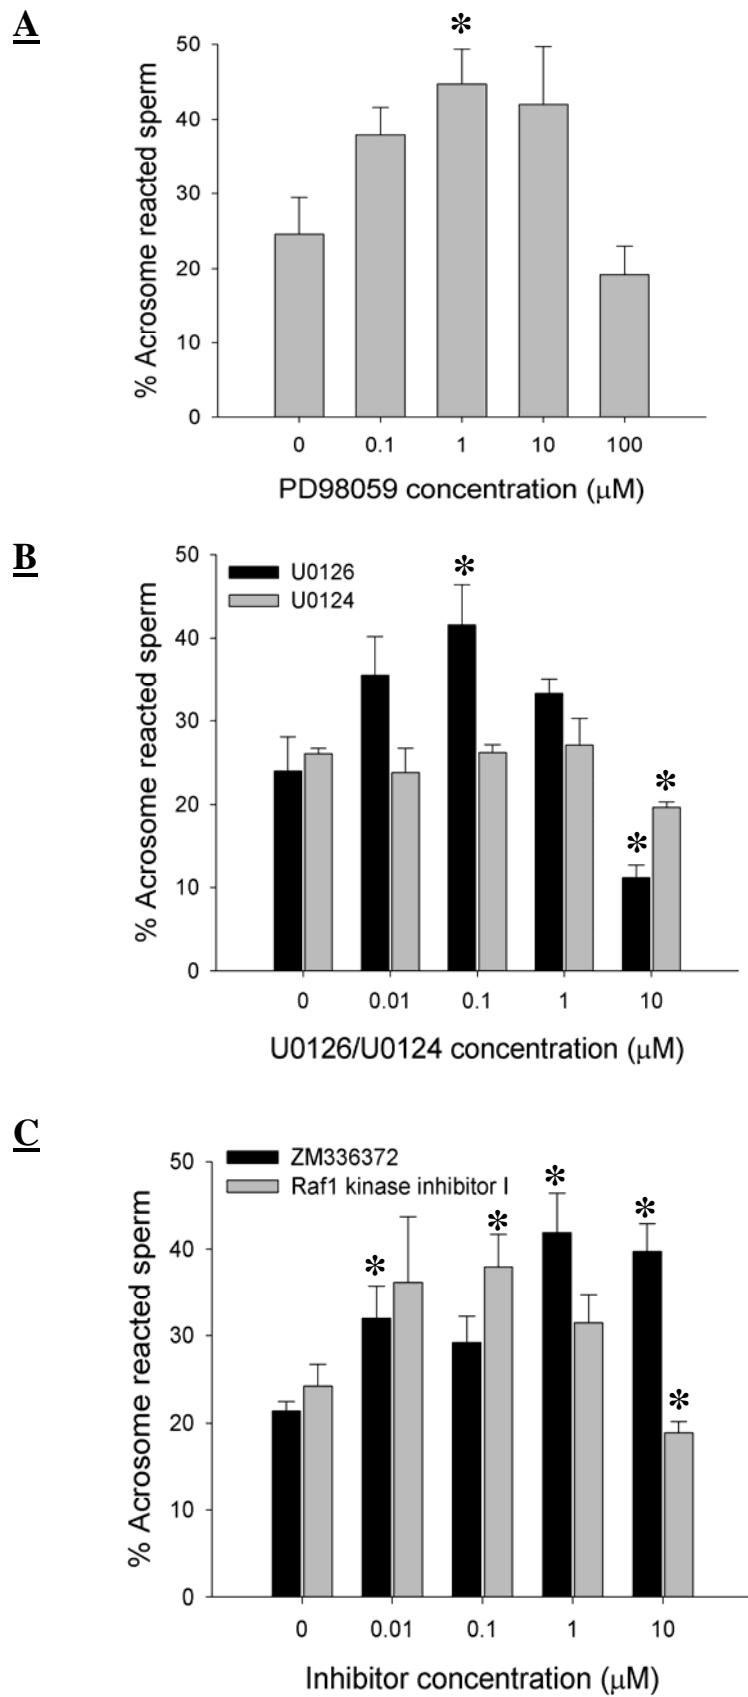 A
*
50
40
30
20
10
0
% Acrosome reacted sperm
0 0.1 1 10 100
PD98059 concentration (μM)
B
50
40
30
20
10
0
% Acrosome reacted sperm
U0126
U0124
*
*
*
0 0.01 0.1 1 10
U0126/U0124 concentration (μM)
C
50
40
30
20
10
0
% Acrosome reacted sperm
ZM336372
Raf1 kinase inhibitor I
*
*
*
*
*
0 0.01 0.1 1 10
Inhibitor concentration (μM)